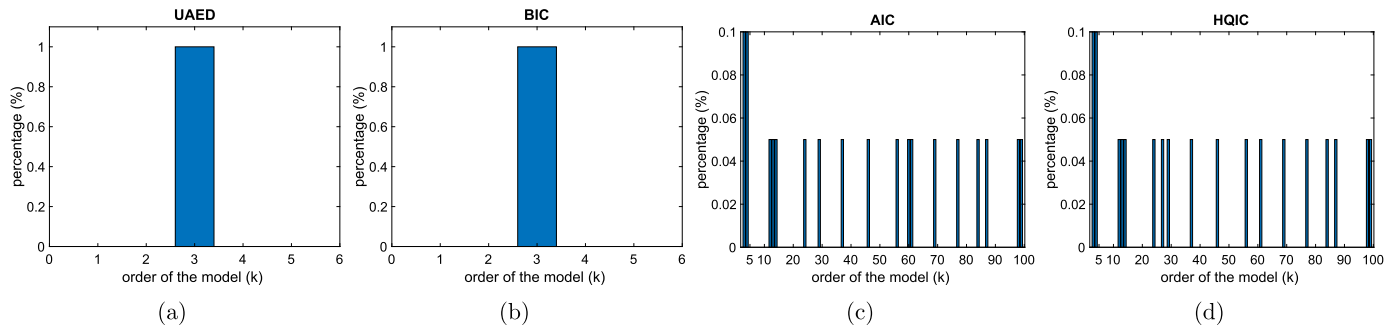 UAED
percentage (%)
1
0.8
0.6
0.4
0.2
0
0 1 2 3 4 5 6
order of the model (k)
(a)
BIC
percentage (%)
1
0.8
0.6
0.4
0.2
0
0 1 2 3 4 5 6
order of the model (k)
(b)
AIC
percentage (%)
0.1
0.08
0.06
0.04
0.02
0
5 10 20 30 40 50 60 70 80 90 100
order of the model (k)
(c)
HQIC
percentage (%)
0.1
0.08
0.06
0.04
0.02
0
5 10 20 30 40 50 60 70 80 90 100
order of the model (k)
(d)